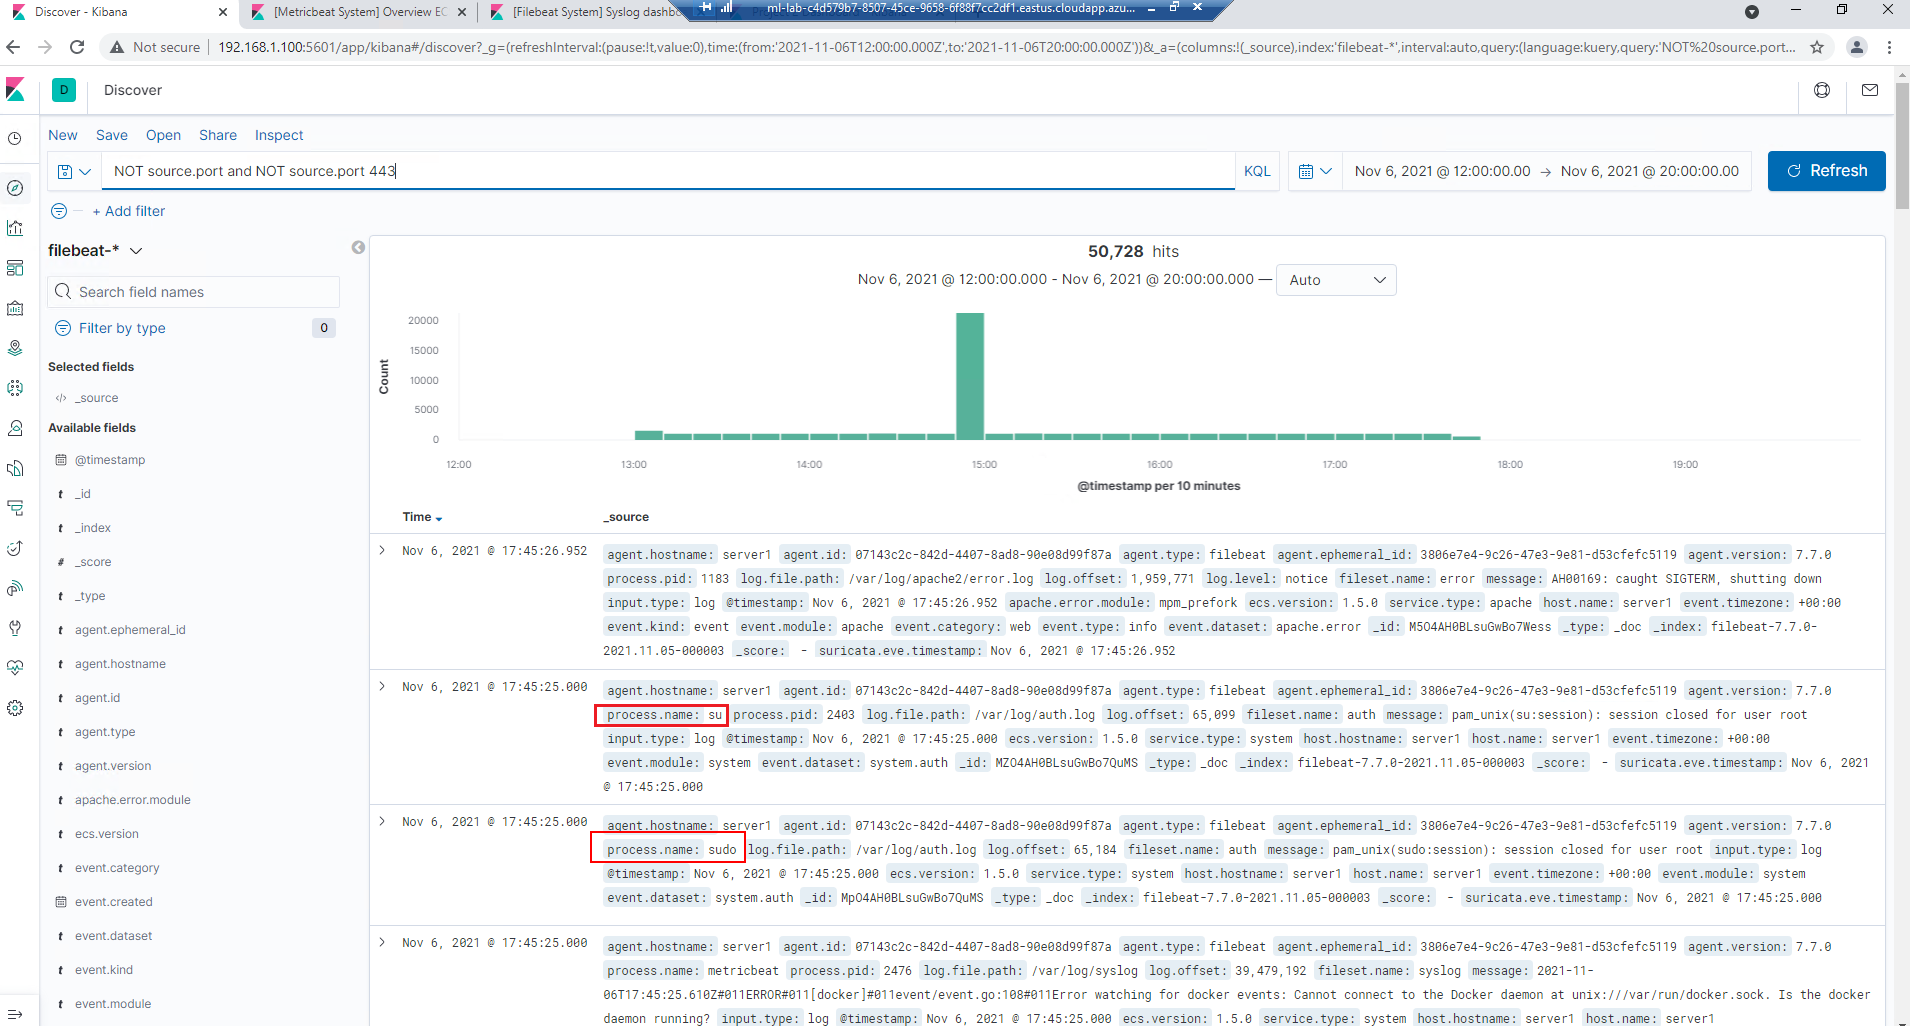 Discover - Kibana
[Metricbeat System] Overview EC
[Filebeat System] Syslog dashbo
ml-lab-c4d579b7-8507-45ce-9658-6f88f7cc2df1.eastus.cloudapp.azu...
Not secure
192.168.1.100:5601/app/kibana#/discover?_g=(refreshInterval:(pause:!t,value:0),time:(from:'2021-11-06T12:00:00.000Z',to:'2021-11-06T20:00:00.000Z'))&_a=(columns:!(_source),index:'filebeat-*',interval:auto,query:(language:kuery,query:'NOT%20source.port...
D
Discover
New Save Open Share Inspect
NOT source.port and NOT source.port 443
KQL
Nov 6, 2021 @ 12:00:00.00 → Nov 6, 2021 @ 20:00:00.00
Refresh
+ Add filter
filebeat-*
Search field names
Filter by type 0
Selected fields
_source
Available fields
@timestamp
t _id
t _index
# _score
t _type
t agent.ephemeral_id
t agent.hostname
t agent.id
t agent.type
t agent.version
t apache.error.module
t ecs.version
t event.category
event.created
t event.dataset
t event.kind
t event.module
50,728 hits
Nov 6, 2021 @ 12:00:00.000 - Nov 6, 2021 @ 20:00:00.000 — Auto
Count
20000
15000
10000
5000
0
12:00 13:00 14:00 15:00 16:00 17:00 18:00 19:00
@timestamp per 10 minutes
Time _source
Nov 6, 2021 @ 17:45:26.952
agent.hostname: server1 agent.id: 07143c2c-842d-4407-8ad8-90e08d99f87a agent.type: filebeat agent.ephemeral_id: 3806e7e4-9c26-47e3-9e81-d53cfefc5119 agent.version: 7.7.0
process.pid: 1183 log.file.path: /var/log/apache2/error.log log.offset: 1,959,771 log.level: notice fileset.name: error message: AH00169: caught SIGTERM, shutting down
input.type: log @timestamp: Nov 6, 2021 @ 17:45:26.952 apache.error.module: mpm_prefork ecs.version: 1.5.0 service.type: apache host.name: server1 event.timezone: +00:00
event.kind: event event.module: apache event.category: web event.type: info event.dataset: apache.error _id: M5O4AH0BLsuGwBo7Wess _type: _doc _index: filebeat-7.7.0-
2021.11.05-000003 _score: - suricata.eve.timestamp: Nov 6, 2021 @ 17:45:26.952
Nov 6, 2021 @ 17:45:25.000
agent.hostname: server1 agent.id: 07143c2c-842d-4407-8ad8-90e08d99f87a agent.type: filebeat agent.ephemeral_id: 3806e7e4-9c26-47e3-9e81-d53cfefc5119 agent.version: 7.7.0
process.name: su process.pid: 2403 log.file.path: /var/log/auth.log log.offset: 65,099 fileset.name: auth message: pam_unix(su:session): session closed for user root
input.type: log @timestamp: Nov 6, 2021 @ 17:45:25.000 ecs.version: 1.5.0 service.type: system host.hostname: server1 host.name: server1 event.timezone: +00:00
event.module: system event.dataset: system.auth _id: MZO4AH0BLsuGwBo7QuMS _type: _doc _index: filebeat-7.7.0-2021.11.05-000003 _score: - suricata.eve.timestamp: Nov 6, 2021
@ 17:45:25.000
Nov 6, 2021 @ 17:45:25.000
agent.hostname: server1 agent.id: 07143c2c-842d-4407-8ad8-90e08d99f87a agent.type: filebeat agent.ephemeral_id: 3806e7e4-9c26-47e3-9e81-d53cfefc5119 agent.version: 7.7.0
process.name: sudo log.file.path: /var/log/auth.log log.offset: 65,184 fileset.name: auth message: pam_unix(sudo:session): session closed for user root input.type: log
@timestamp: Nov 6, 2021 @ 17:45:25.000 ecs.version: 1.5.0 service.type: system host.hostname: server1 host.name: server1 event.timezone: +00:00 event.module: system
event.dataset: system.auth _id: MpO4AH0BLsuGwBo7QuMS _type: _doc _index: filebeat-7.7.0-2021.11.05-000003 _score: - suricata.eve.timestamp: Nov 6, 2021 @ 17:45:25.000
Nov 6, 2021 @ 17:45:25.000
agent.hostname: server1 agent.id: 07143c2c-842d-4407-8ad8-90e08d99f87a agent.type: filebeat agent.ephemeral_id: 3806e7e4-9c26-47e3-9e81-d53cfefc5119 agent.version: 7.7.0
process.name: metricbeat process.pid: 2476 log.file.path: /var/log/syslog log.offset: 39,479,192 fileset.name: syslog message: 2021-11-
06T17:45:25.610Z#011ERROR#011[docker]#011event/event.go:108#011Error watching for docker events: Cannot connect to the Docker daemon at unix:///var/run/docker.sock. Is the docker
daemon running? input.type: log @timestamp: Nov 6, 2021 @ 17:45:25.000 ecs.version: 1.5.0 service.type: system host.hostname: server1 host.name: server1